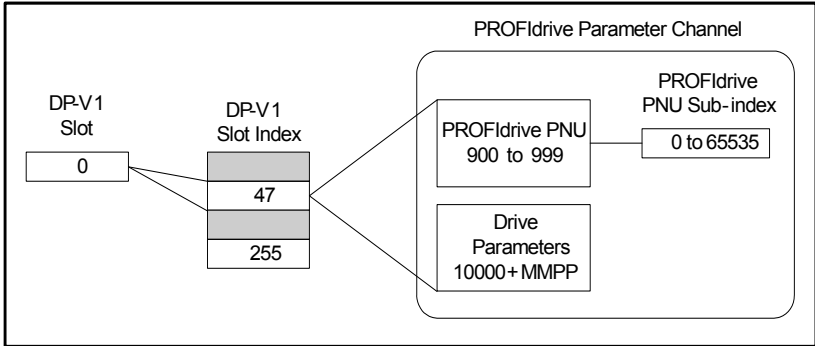 PROFIdrive Parameter Channel
DP-V1
Slot
0
DP-V1
Slot Index
47
255
PROFIdrive PNU
900 to 999
Drive
Parameters
10000+MMPP
PROFIdrive
PNU Sub-index
0 to 65535